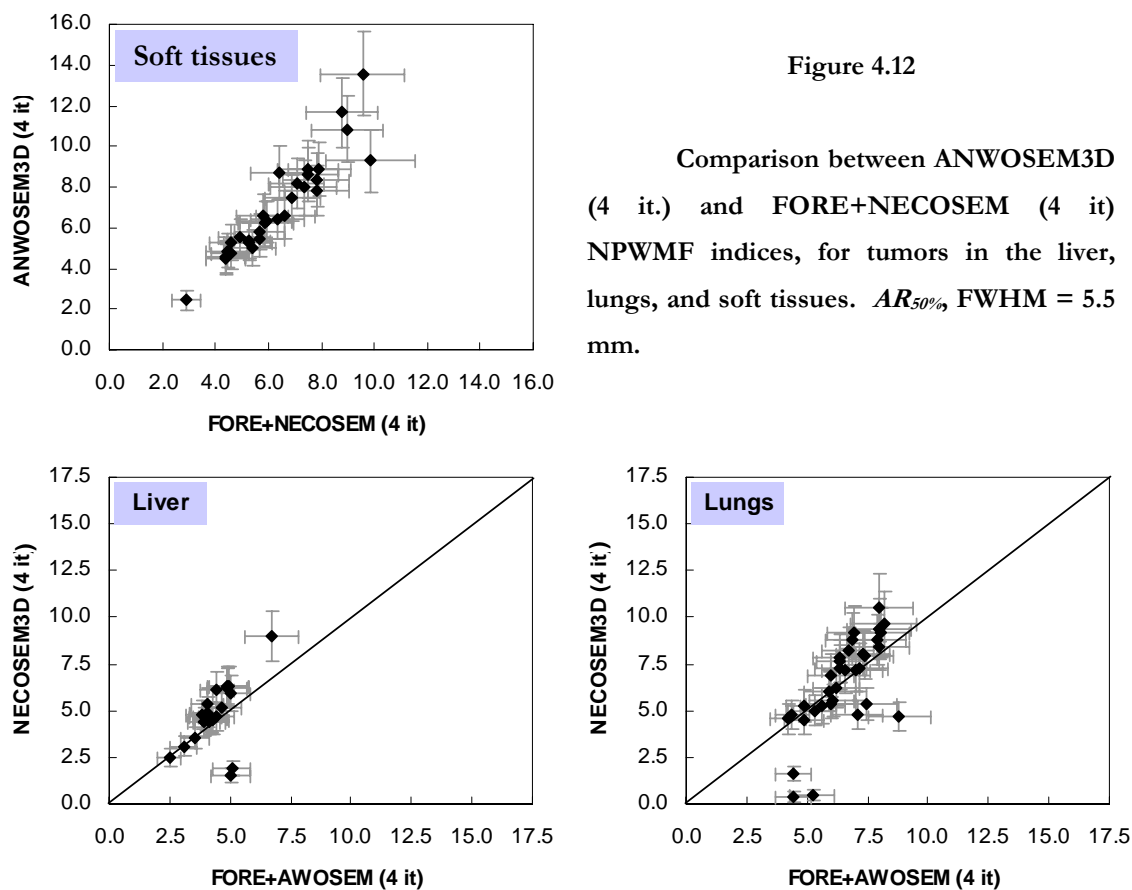 Soft tissues
ANWOSEM3D (4 it)
16.0
14.0
12.0
10.0
8.0
6.0
4.0
2.0
0.0
0.0 2.0 4.0 6.0 8.0 10.0 12.0 14.0 16.0
FORE+NECOSEM (4 it)
Figure 4.12
Comparison between ANWOSEM3D
(4 it.) and FORE+NECOSEM (4 it)
NPWMF indices, for tumors in the liver,
lungs, and soft tissues. AR50%, FWHM = 5.5
mm.
Liver
NECOSEM3D (4 it)
17.5
15.0
12.5
10.0
7.5
5.0
2.5
0.0
0.0 2.5 5.0 7.5 10.0 12.5 15.0 17.5
FORE+AWOSEM (4 it)
Lungs
NECOSEM3D (4 it)
17.5
15.0
12.5
10.0
7.5
5.0
2.5
0.0
0.0 2.5 5.0 7.5 10.0 12.5 15.0 17.5
FORE+AWOSEM (4 it)